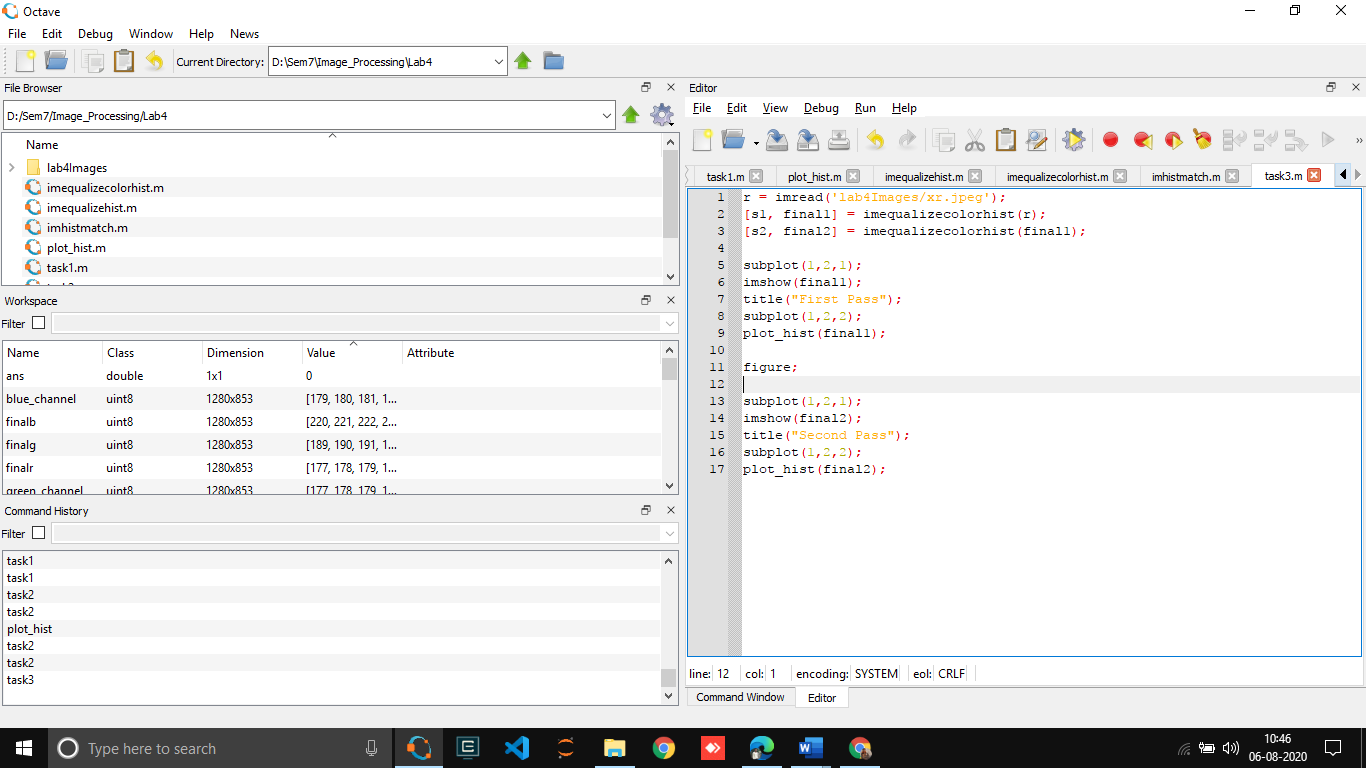 Octave
File Edit Debug Window Help News
Current Directory: D:\Sem7\Image_Processing\Lab4
File Browser
D:/Sem7/Image_Processing/Lab4
Name
lab4Images
imequalizecolorhist.m
imequalizehist.m
imhistmatch.m
plot_hist.m
task1.m
Workspace
Filter
Name Class Dimension Value Attribute
ans double 1x1 0
blue_channel uint8 1280x853 [179, 180, 181, 1...
finalb uint8 1280x853 [220, 221, 222, 2...
finalg uint8 1280x853 [189, 190, 191, 1...
finalr uint8 1280x853 [177, 178, 179, 1...
green_channel uint8 1280x853 [177, 178, 179, 1...
Command History
Filter
task1
task1
task2
task2
plot_hist
task2
task2
task3
Editor
File Edit View Debug Run Help
task1.m plot_hist.m imequalizehist.m imequalizecolorhist.m imhistmatch.m task3.m
1 r = imread('lab4Images/xr.jpeg');
2 [s1, final1] = imequalizecolorhist(r);
3 [s2, final2] = imequalizecolorhist(final1);
4
5 subplot(1,2,1);
6 imshow(final1);
7 title("First Pass");
8 subplot(1,2,2);
9 plot_hist(final1);
10
11 figure;
12
13 subplot(1,2,1);
14 imshow(final2);
15 title("Second Pass");
16 subplot(1,2,2);
17 plot_hist(final2);
line: 12 col: 1 encoding: SYSTEM eol: CRLF
Command Window Editor
Type here to search
10:46
06-08-2020